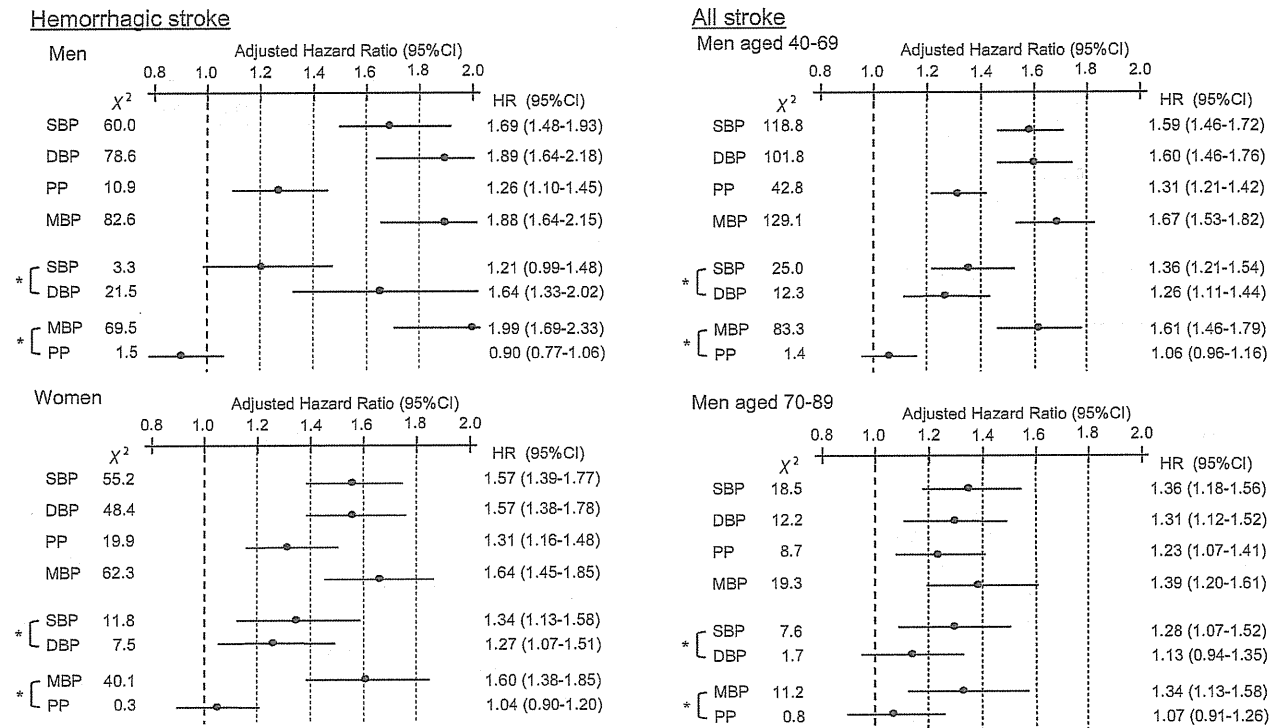 Hemorrhagic stroke
Men
Adjusted Hazard Ratio (95%CI)
0.8 1.0 1.2 1.4 1.6 1.8 2.0
χ² HR (95%CI)
SBP 60.0 1.69 (1.48-1.93)
DBP 78.6 1.89 (1.64-2.18)
PP 10.9 1.26 (1.10-1.45)
MBP 82.6 1.88 (1.64-2.15)
SBP 3.3 1.21 (0.99-1.48)
*
DBP 21.5 1.64 (1.33-2.02)
MBP 69.5 1.99 (1.69-2.33)
*
PP 1.5 0.90 (0.77-1.06)
Women
Adjusted Hazard Ratio (95%CI)
0.8 1.0 1.2 1.4 1.6 1.8 2.0
χ² HR (95%CI)
SBP 55.2 1.57 (1.39-1.77)
DBP 48.4 1.57 (1.38-1.78)
PP 19.9 1.31 (1.16-1.48)
MBP 62.3 1.64 (1.45-1.85)
SBP 11.8 1.34 (1.13-1.58)
*
DBP 7.5 1.27 (1.07-1.51)
MBP 40.1 1.60 (1.38-1.85)
*
PP 0.3 1.04 (0.90-1.20)
All stroke
Men aged 40-69
Adjusted Hazard Ratio (95%CI)
0.8 1.0 1.2 1.4 1.6 1.8 2.0
χ² HR (95%CI)
SBP 118.8 1.59 (1.46-1.72)
DBP 101.8 1.60 (1.46-1.76)
PP 42.8 1.31 (1.21-1.42)
MBP 129.1 1.67 (1.53-1.82)
SBP 25.0 1.36 (1.21-1.54)
*
DBP 12.3 1.26 (1.11-1.44)
MBP 83.3 1.61 (1.46-1.79)
*
PP 1.4 1.06 (0.96-1.16)
Men aged 70-89
Adjusted Hazard Ratio (95%CI)
0.8 1.0 1.2 1.4 1.6 1.8 2.0
χ² HR (95%CI)
SBP 18.5 1.36 (1.18-1.56)
DBP 12.2 1.31 (1.12-1.52)
PP 8.7 1.23 (1.07-1.41)
MBP 19.3 1.39 (1.20-1.61)
SBP 7.6 1.28 (1.07-1.52)
*
DBP 1.7 1.13 (0.94-1.35)
MBP 11.2 1.34 (1.13-1.58)
*
PP 0.8 1.07 (0.91-1.26)